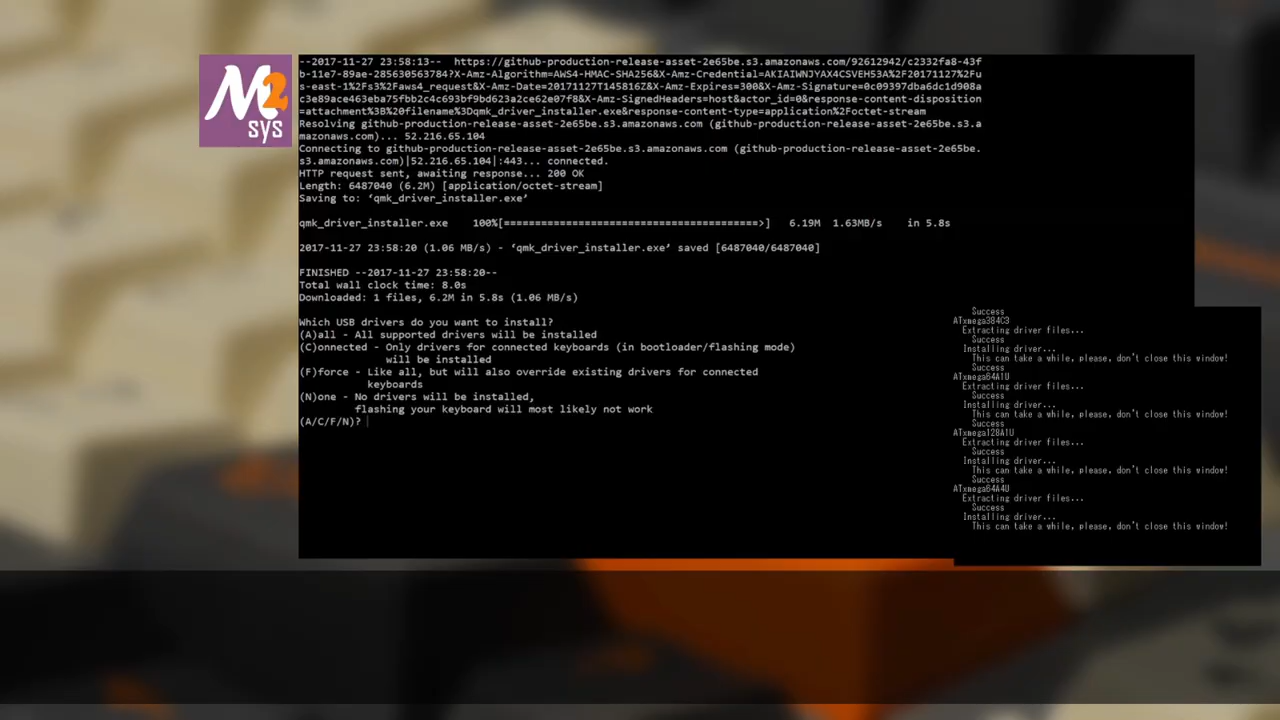 M2
sys
--2017-11-27 23:58:13--  https://github-production-release-asset-2e65be.s3.amazonaws.com/92612942/c2332fa8-43f
b-11e7-89ae-285630563784?X-Amz-Algorithm=AWS4-HMAC-SHA256&X-Amz-Credential=AKIAIWNJYAX4CSVEH53A%2F20171127%2Fu
s-east-1%2Fs3%2Faws4_request&X-Amz-Date=20171127T145816Z&X-Amz-Expires=300&X-Amz-Signature=0c09397dba6dc1d908a
c3e89ace463eba75fbb2c4c693bf9bd623a2ce62e07f8&X-Amz-SignedHeaders=host&actor_id=0&response-content-disposition
=attachment%3B%20filename%3Dqmk_driver_installer.exe&response-content-type=application%2Foctet-stream
Resolving github-production-release-asset-2e65be.s3.amazonaws.com (github-production-release-asset-2e65be.s3.a
mazonaws.com)... 52.216.65.104
Connecting to github-production-release-asset-2e65be.s3.amazonaws.com (github-production-release-asset-2e65be.
s3.amazonaws.com)|52.216.65.104|:443... connected.
HTTP request sent, awaiting response... 200 OK
Length: 6487040 (6.2M) [application/octet-stream]
Saving to: ‘qmk_driver_installer.exe’
qmk_driver_installer.exe    100%[=========================================>]   6.19M  1.63MB/s    in 5.8s
2017-11-27 23:58:20 (1.06 MB/s) - ‘qmk_driver_installer.exe’ saved [6487040/6487040]
FINISHED --2017-11-27 23:58:20--
Total wall clock time: 8.0s
Downloaded: 1 files, 6.2M in 5.8s (1.06 MB/s)
Which USB drivers do you want to install?
(A)all - All supported drivers will be installed
(C)onnected - Only drivers for connected keyboards (in bootloader/flashing mode)
will be installed
(F)force - Like all, but will also override existing drivers for connected
keyboards
(N)one - No drivers will be installed,
flashing your keyboard will most likely not work
(A/C/F/N)?
Success
ATxmega384C3
Extracting driver files...
Success
Installing driver...
This can take a while, please, don't close this window!
Success
ATxmega64A1U
Extracting driver files...
Success
Installing driver...
This can take a while, please, don't close this window!
Success
ATxmega128A1U
Extracting driver files...
Success
Installing driver...
This can take a while, please, don't close this window!
Success
ATxmega64A4U
Extracting driver files...
Success
Installing driver...
This can take a while, please, don't close this window!